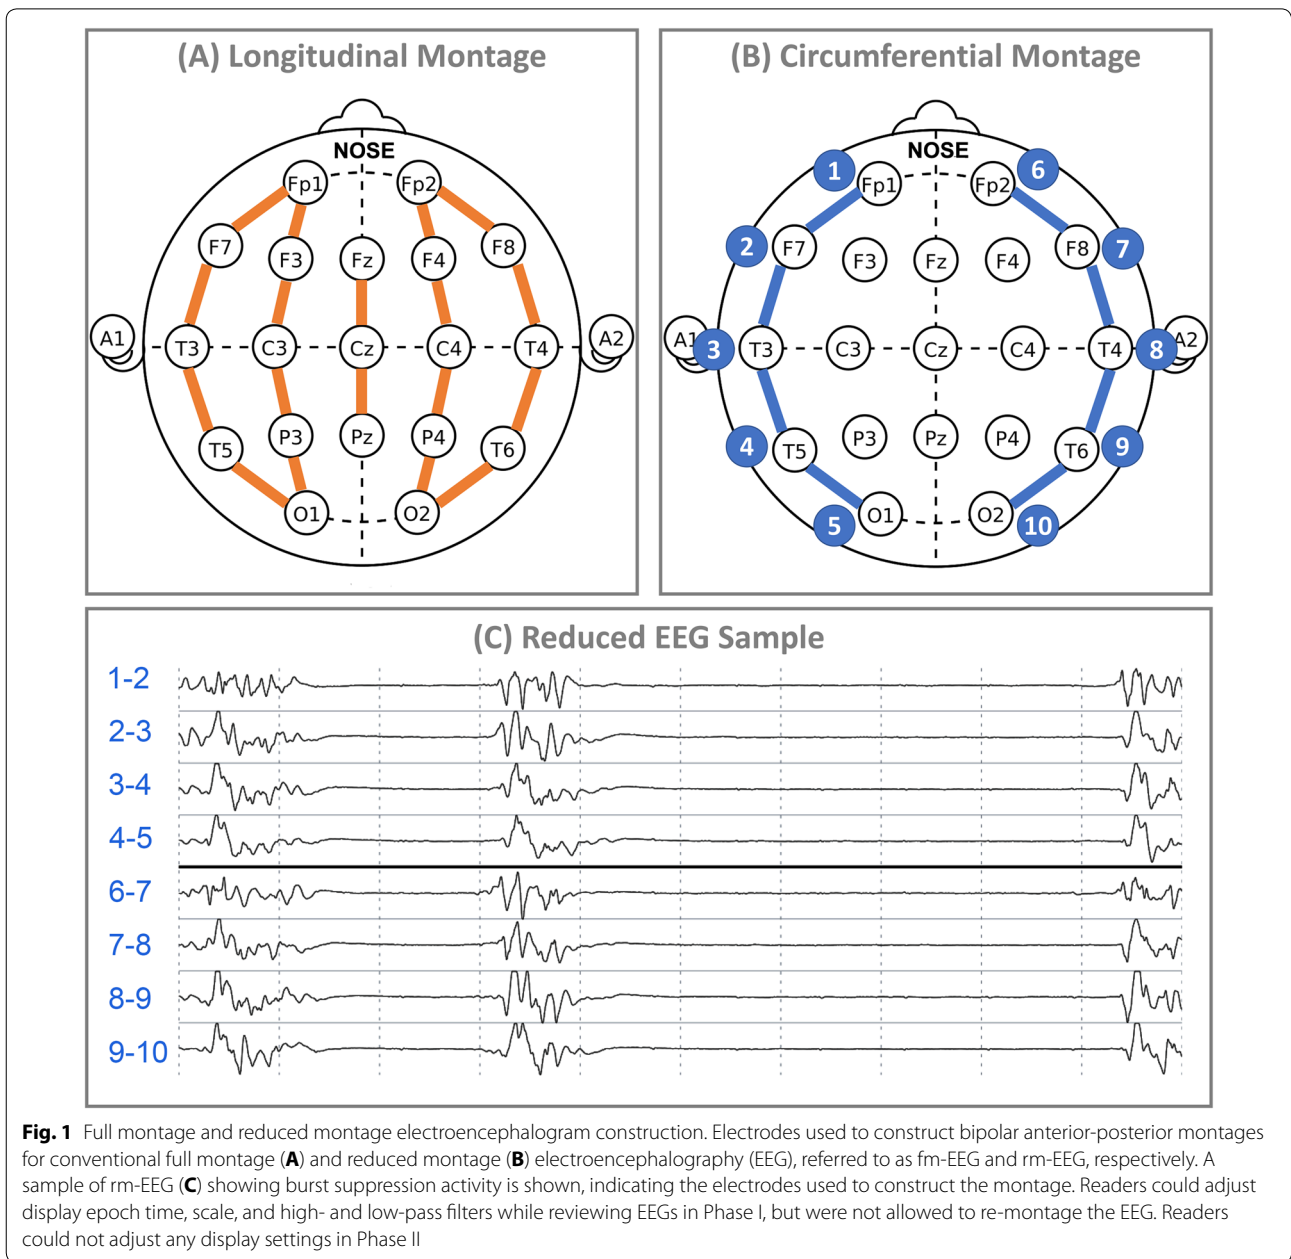 (A) Longitudinal Montage
NOSE
Fp1 Fp2
F7 F3 Fz F4 F8
A1 T3 C3 Cz C4 T4 A2
T5 P3 Pz P4 T6
O1 O2
(B) Circumferential Montage
NOSE
1 Fp1 Fp2 6
2 F7 F3 Fz F4 F8 7
A1 3 T3 C3 Cz C4 T4 8 A2
4 T5 P3 Pz P4 T6 9
5 O1 O2 10
(C) Reduced EEG Sample
1-2
2-3
3-4
4-5
6-7
7-8
8-9
9-10
Fig. 1 Full montage and reduced montage electroencephalogram construction. Electrodes used to construct bipolar anterior-posterior montages
for conventional full montage (A) and reduced montage (B) electroencephalography (EEG), referred to as fm-EEG and rm-EEG, respectively. A
sample of rm-EEG (C) showing burst suppression activity is shown, indicating the electrodes used to construct the montage. Readers could adjust
display epoch time, scale, and high- and low-pass filters while reviewing EEGs in Phase I, but were not allowed to re-montage the EEG. Readers
could not adjust any display settings in Phase II